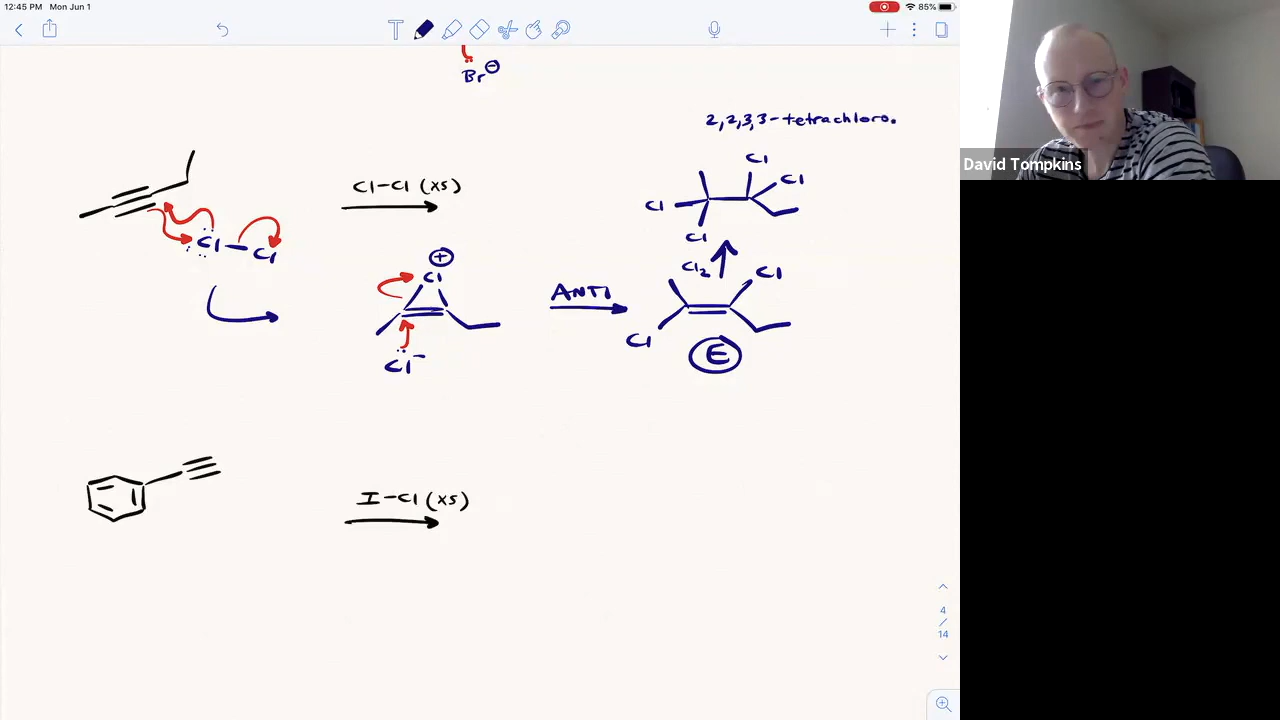 12:45 PM Mon Jun 1
85%
Br⊖
2,2,3,3-tetrachloro.
David Tompkins
Cl
Cl-Cl (XS)
Cl
Cl
Cl
Cl — Cl
+
Cl
Cl₂
Cl
ANTI
Cl
Cl⁻
E
I-Cl (XS)
4
/
14